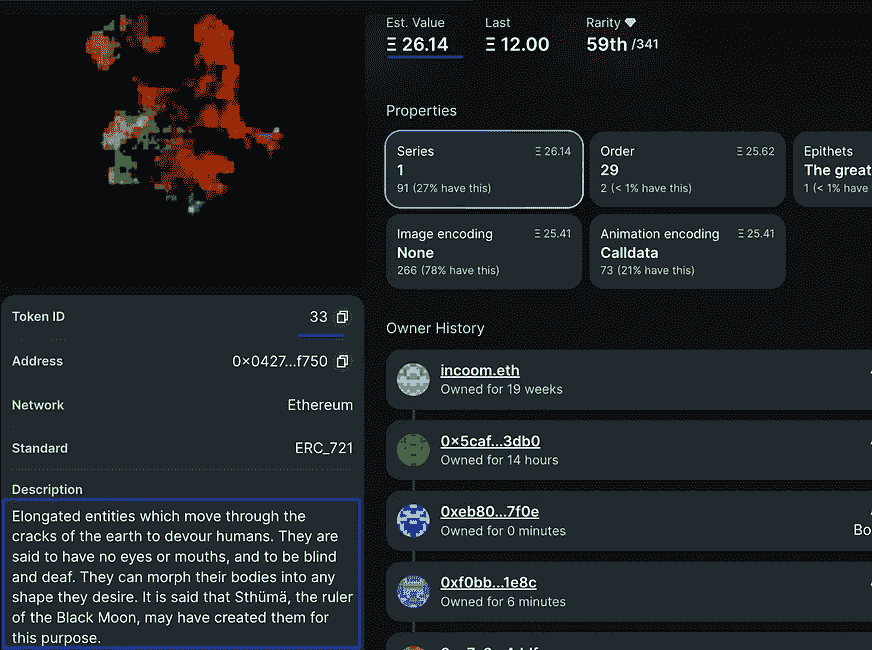 Est. Value
Last
Rarity
Ξ 26.14
Ξ 12.00
59th /341
Properties
Series
Ξ 26.14
1
91 (27% have this)
Order
Ξ 25.62
29
2 (< 1% have this)
Epithets
The great
1 (< 1% have
Image encoding
Ξ 25.41
None
266 (78% have this)
Animation encoding
Ξ 25.41
Calldata
73 (21% have this)
Token ID
33
Address
0×0427...f750
Network
Ethereum
Standard
ERC_721
Description
Elongated entities which move through the
cracks of the earth to devour humans. They are
said to have no eyes or mouths, and to be blind
and deaf. They can morph their bodies into any
shape they desire. It is said that Sthümä, the ruler
of the Black Moon, may have created them for
this purpose.
Owner History
incoom.eth
Owned for 19 weeks
0×5caf...3db0
Owned for 14 hours
0×eb80...7f0e
Owned for 0 minutes
Bo
0×f0bb...1e8c
Owned for 6 minutes